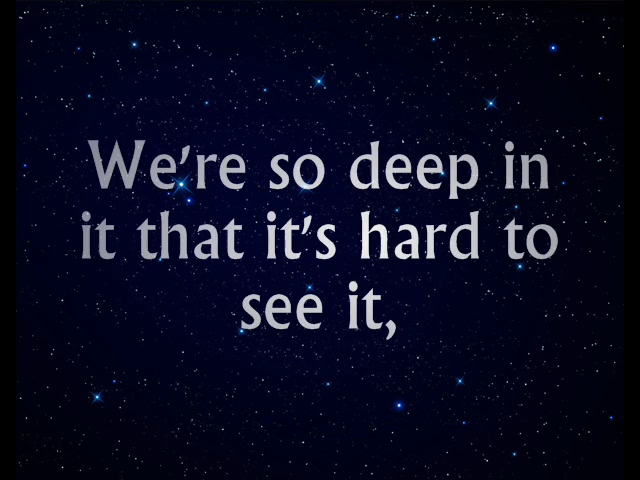 We're so deep in
it that it's hard to
see it,